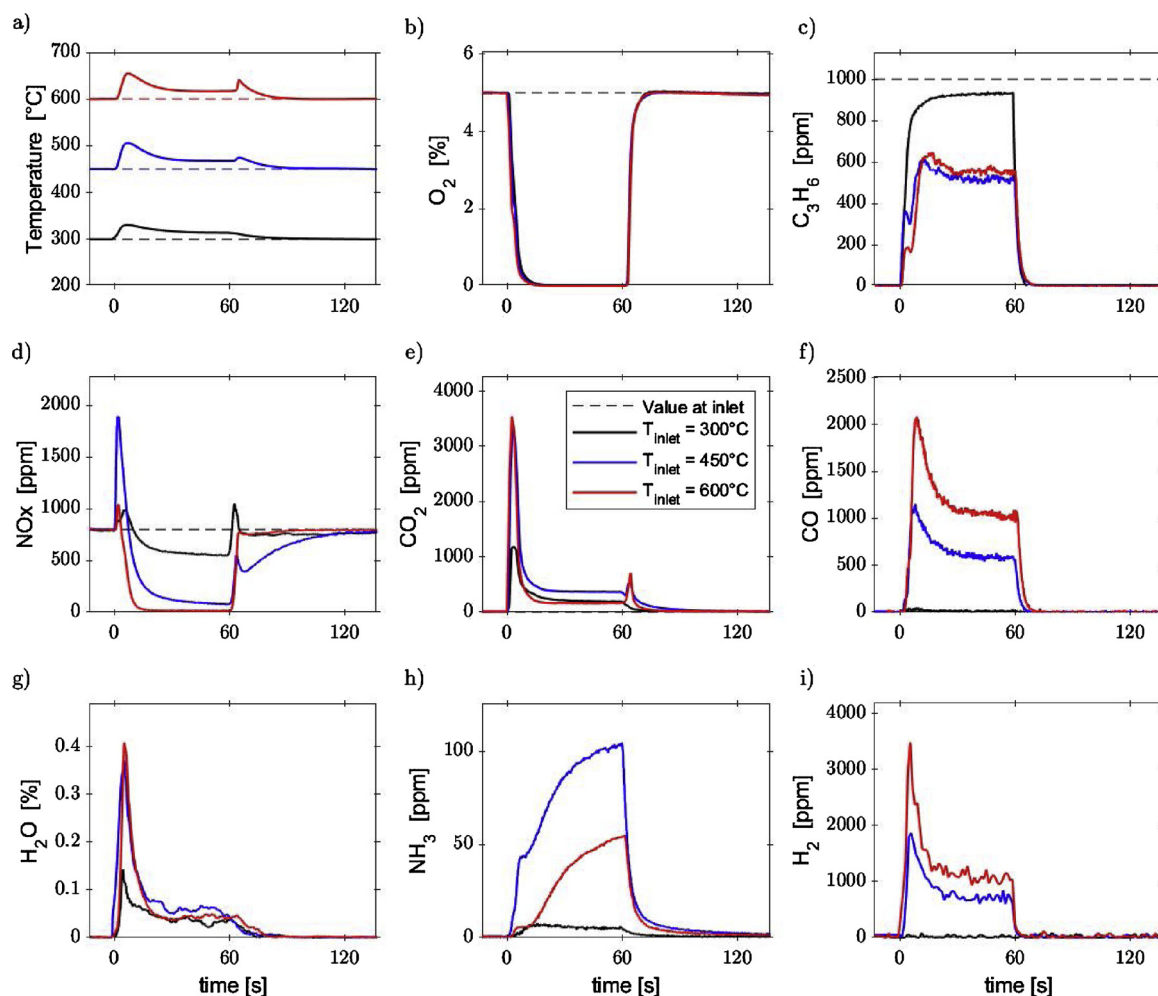 a)
b)
c)
700
600
500
400
300
200
Temperature [°C]
0
60
120
6
4
2
0
O₂ [%]
0
60
120
1000
800
600
400
200
0
C₃H₆ [ppm]
0
60
120
d)
e)
f)
2000
1500
1000
500
0
NOx [ppm]
0
60
120
4000
3000
2000
1000
0
CO₂ [ppm]
Value at inlet
T_inlet = 300°C
T_inlet = 450°C
T_inlet = 600°C
0
60
120
2500
2000
1500
1000
500
0
CO [ppm]
0
60
120
g)
h)
i)
0.4
0.3
0.2
0.1
0
H₂O [%]
0
60
120
time [s]
100
50
0
NH₃ [ppm]
0
60
120
time [s]
4000
3000
2000
1000
0
H₂ [ppm]
0
60
120
time [s]